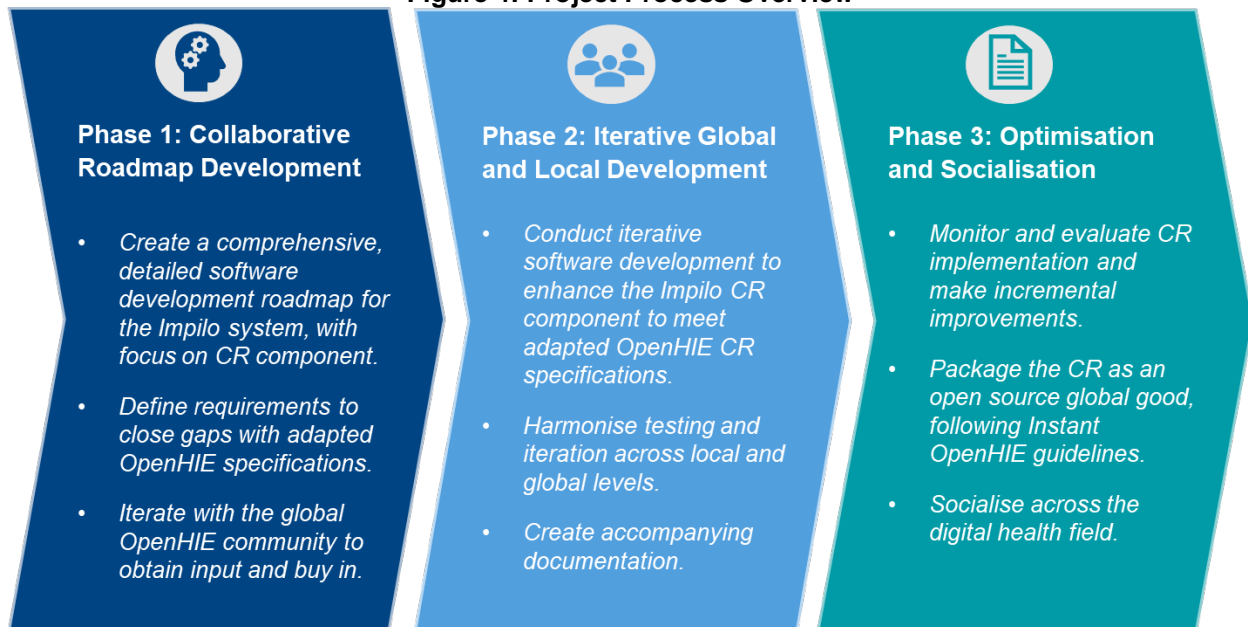 Figure 1: Project Process Overview
Phase 1: Collaborative
Roadmap Development
• Create a comprehensive,
detailed software
development roadmap for
the Impilo system, with
focus on CR component.
• Define requirements to
close gaps with adapted
OpenHIE specifications.
• Iterate with the global
OpenHIE community to
obtain input and buy in.
Phase 2: Iterative Global
and Local Development
• Conduct iterative
software development to
enhance the Impilo CR
component to meet
adapted OpenHIE CR
specifications.
• Harmonise testing and
iteration across local and
global levels.
• Create accompanying
documentation.
Phase 3: Optimisation
and Socialisation
• Monitor and evaluate CR
implementation and
make incremental
improvements.
• Package the CR as an
open source global good,
following Instant
OpenHIE guidelines.
• Socialise across the
digital health field.